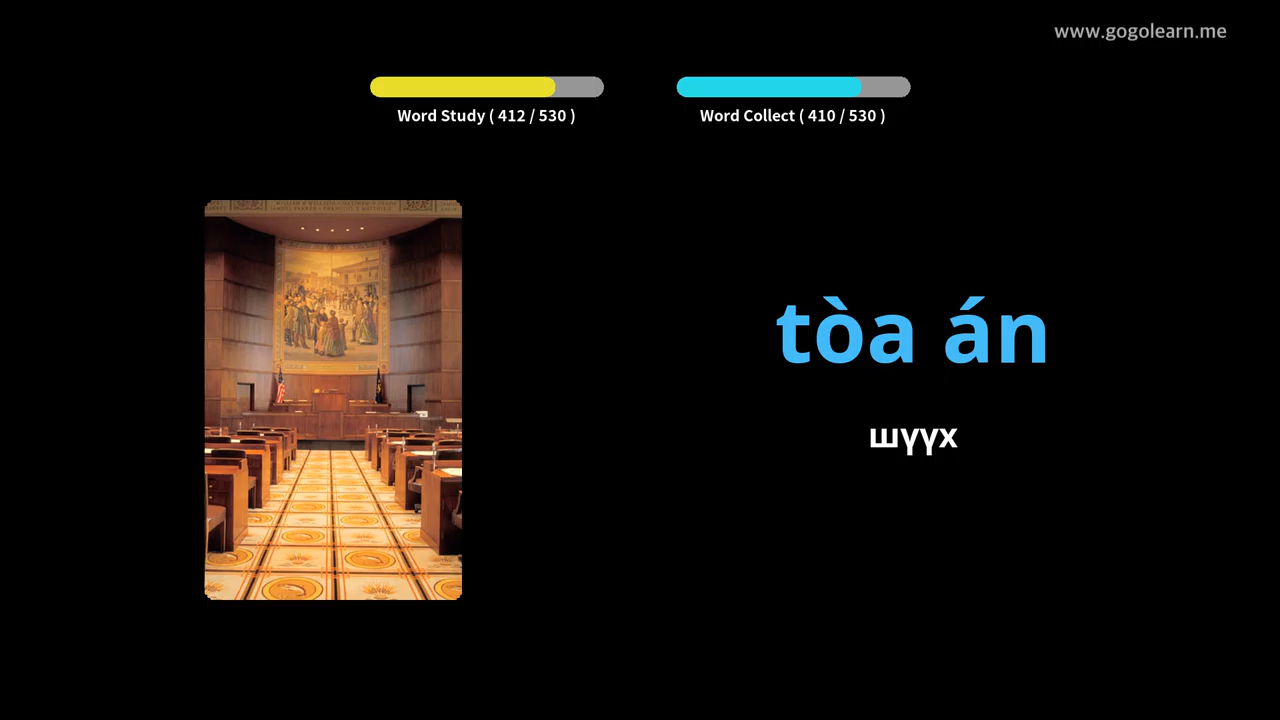 www.gogolearn.me
Word Study ( 412 / 530 )
Word Collect ( 410 / 530 )
tòa án
шүүх